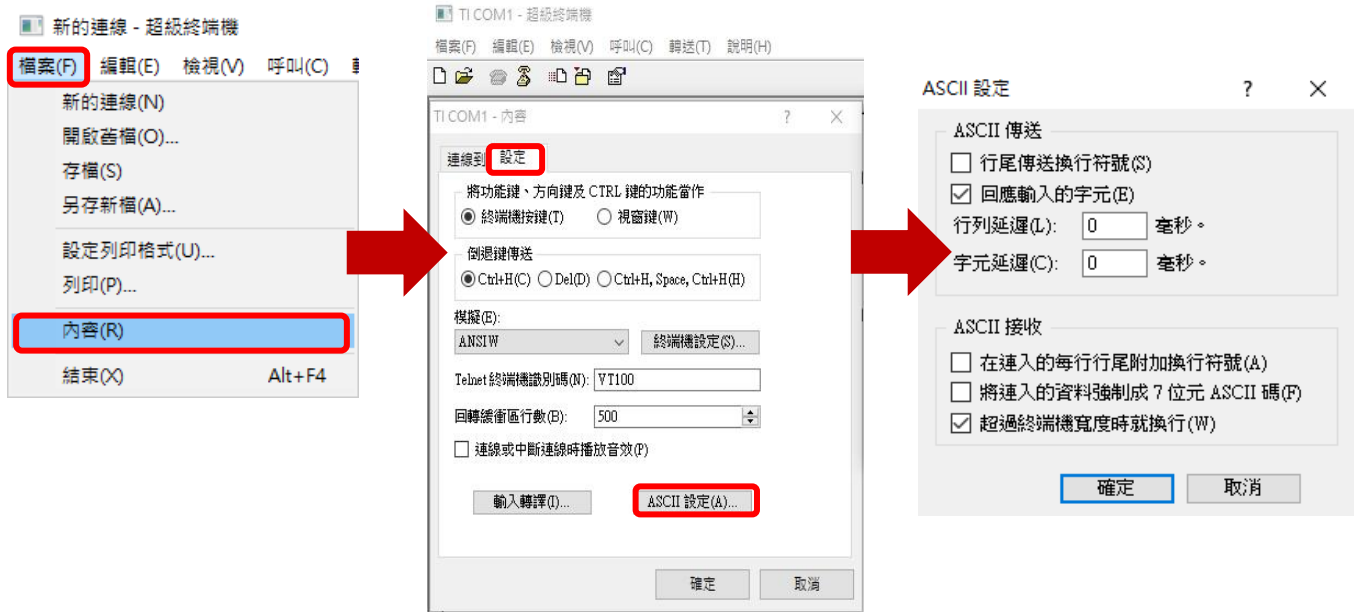 新的連線 - 超級終端機
檔案(F) 編輯(E) 檢視(V) 呼叫(C)
新的連線(N)
開啟舊檔(O)...
存檔(S)
另存新檔(A)...
設定列印格式(U)...
列印(P)...
內容(R)
結束(X) Alt+F4
TI COM1 - 超級終端機
檔案(F) 編輯(E) 檢視(V) 呼叫(C) 轉送(T) 說明(H)
TI COM1 - 內容 ? ×
連線到 設定
將功能鍵、方向鍵及 CTRL 鍵的功能當作
終端機按鍵(T) 視窗鍵(W)
倒退鍵傳送
Ctrl+H(C) Del(D) Ctrl+H, Space, Ctrl+H(H)
模擬(E):
ANSIW 終端機設定(S)...
Telnet 終端機識別碼(N): VT100
回轉緩衝區行數(B): 500
連線或中斷連線時播放音效(P)
輸入轉譯(I)... ASCII 設定(A)...
確定 取消
ASCII 設定 ? ×
ASCII 傳送
行尾傳送換行符號(S)
回應輸入的字元(E)
行列延遲(L): 0 毫秒。
字元延遲(C): 0 毫秒。
ASCII 接收
在連入的每行行尾附加換行符號(A)
將連入的資料強制成 7 位元 ASCII 碼(F)
超過終端機寬度時就換行(W)
確定 取消